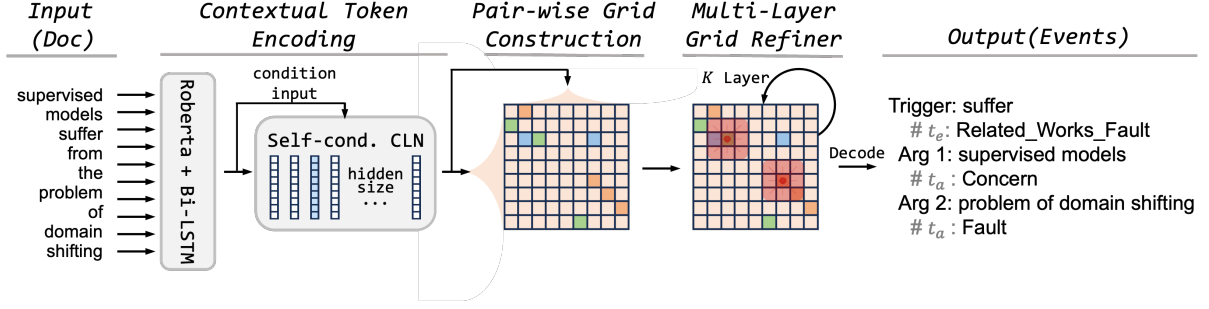 Input
(Doc)
Contextual Token
Encoding
Pair-wise Grid
Construction
Multi-Layer
Grid Refiner
Output(Events)
supervised
models
suffer
from
the
problem
of
domain
shifting
Roberta + Bi-LSTM
condition
input
Self-cond. CLN
hidden
size
...
K Layer
Decode
Trigger: suffer
# tₑ: Related_Works_Fault
Arg 1: supervised models
# tₐ : Concern
Arg 2: problem of domain shifting
# tₐ : Fault